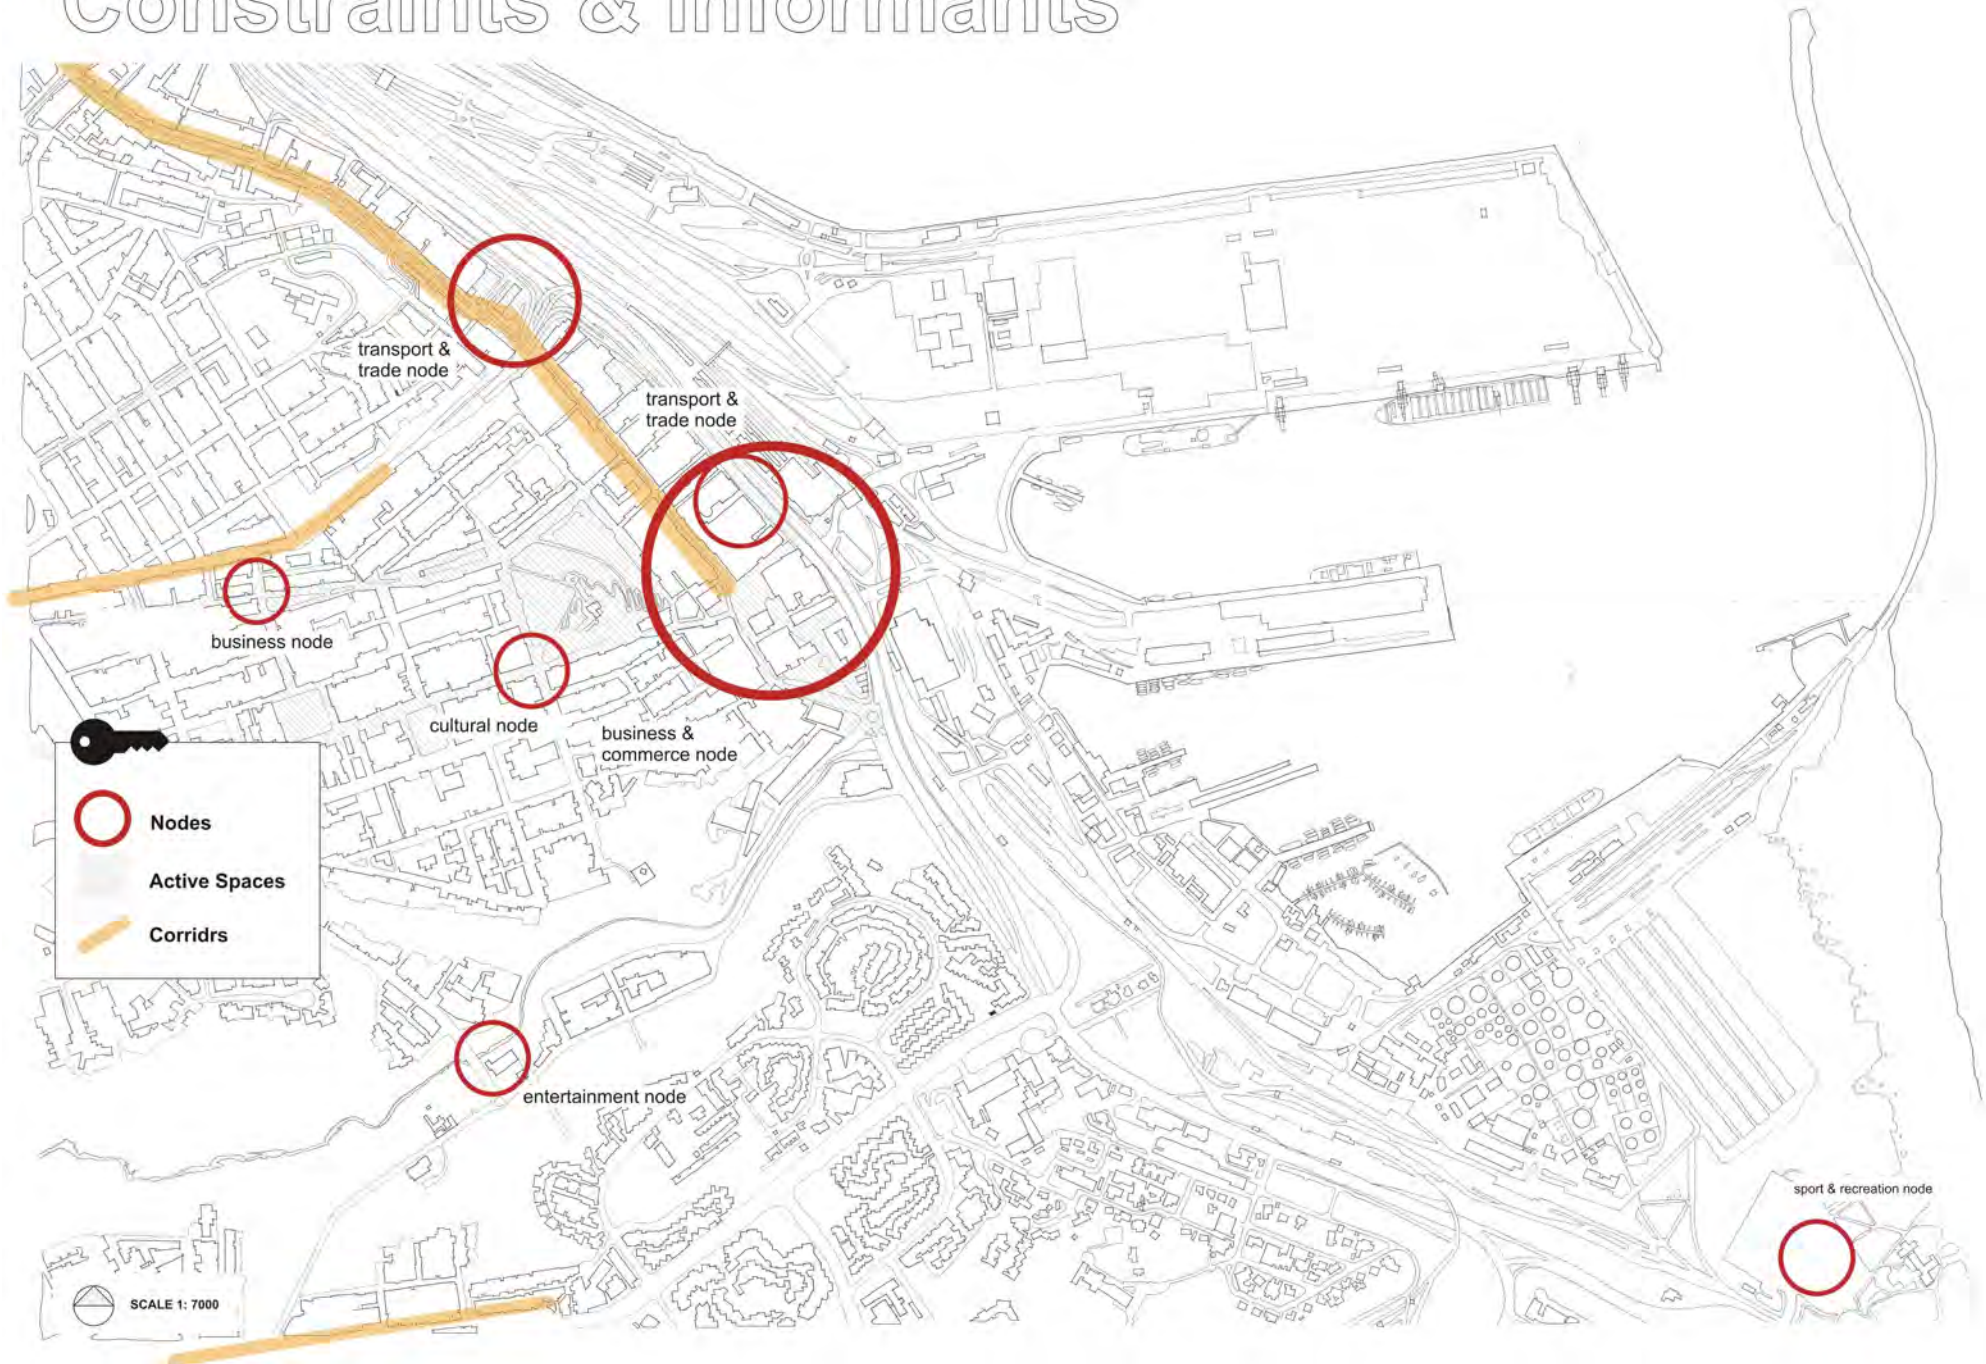 Constraints & Informants
transport &
trade node
transport &
trade node
business node
cultural node
business &
commerce node
Nodes
Active Spaces
Corridrs
entertainment node
sport & recreation node
SCALE 1: 7000